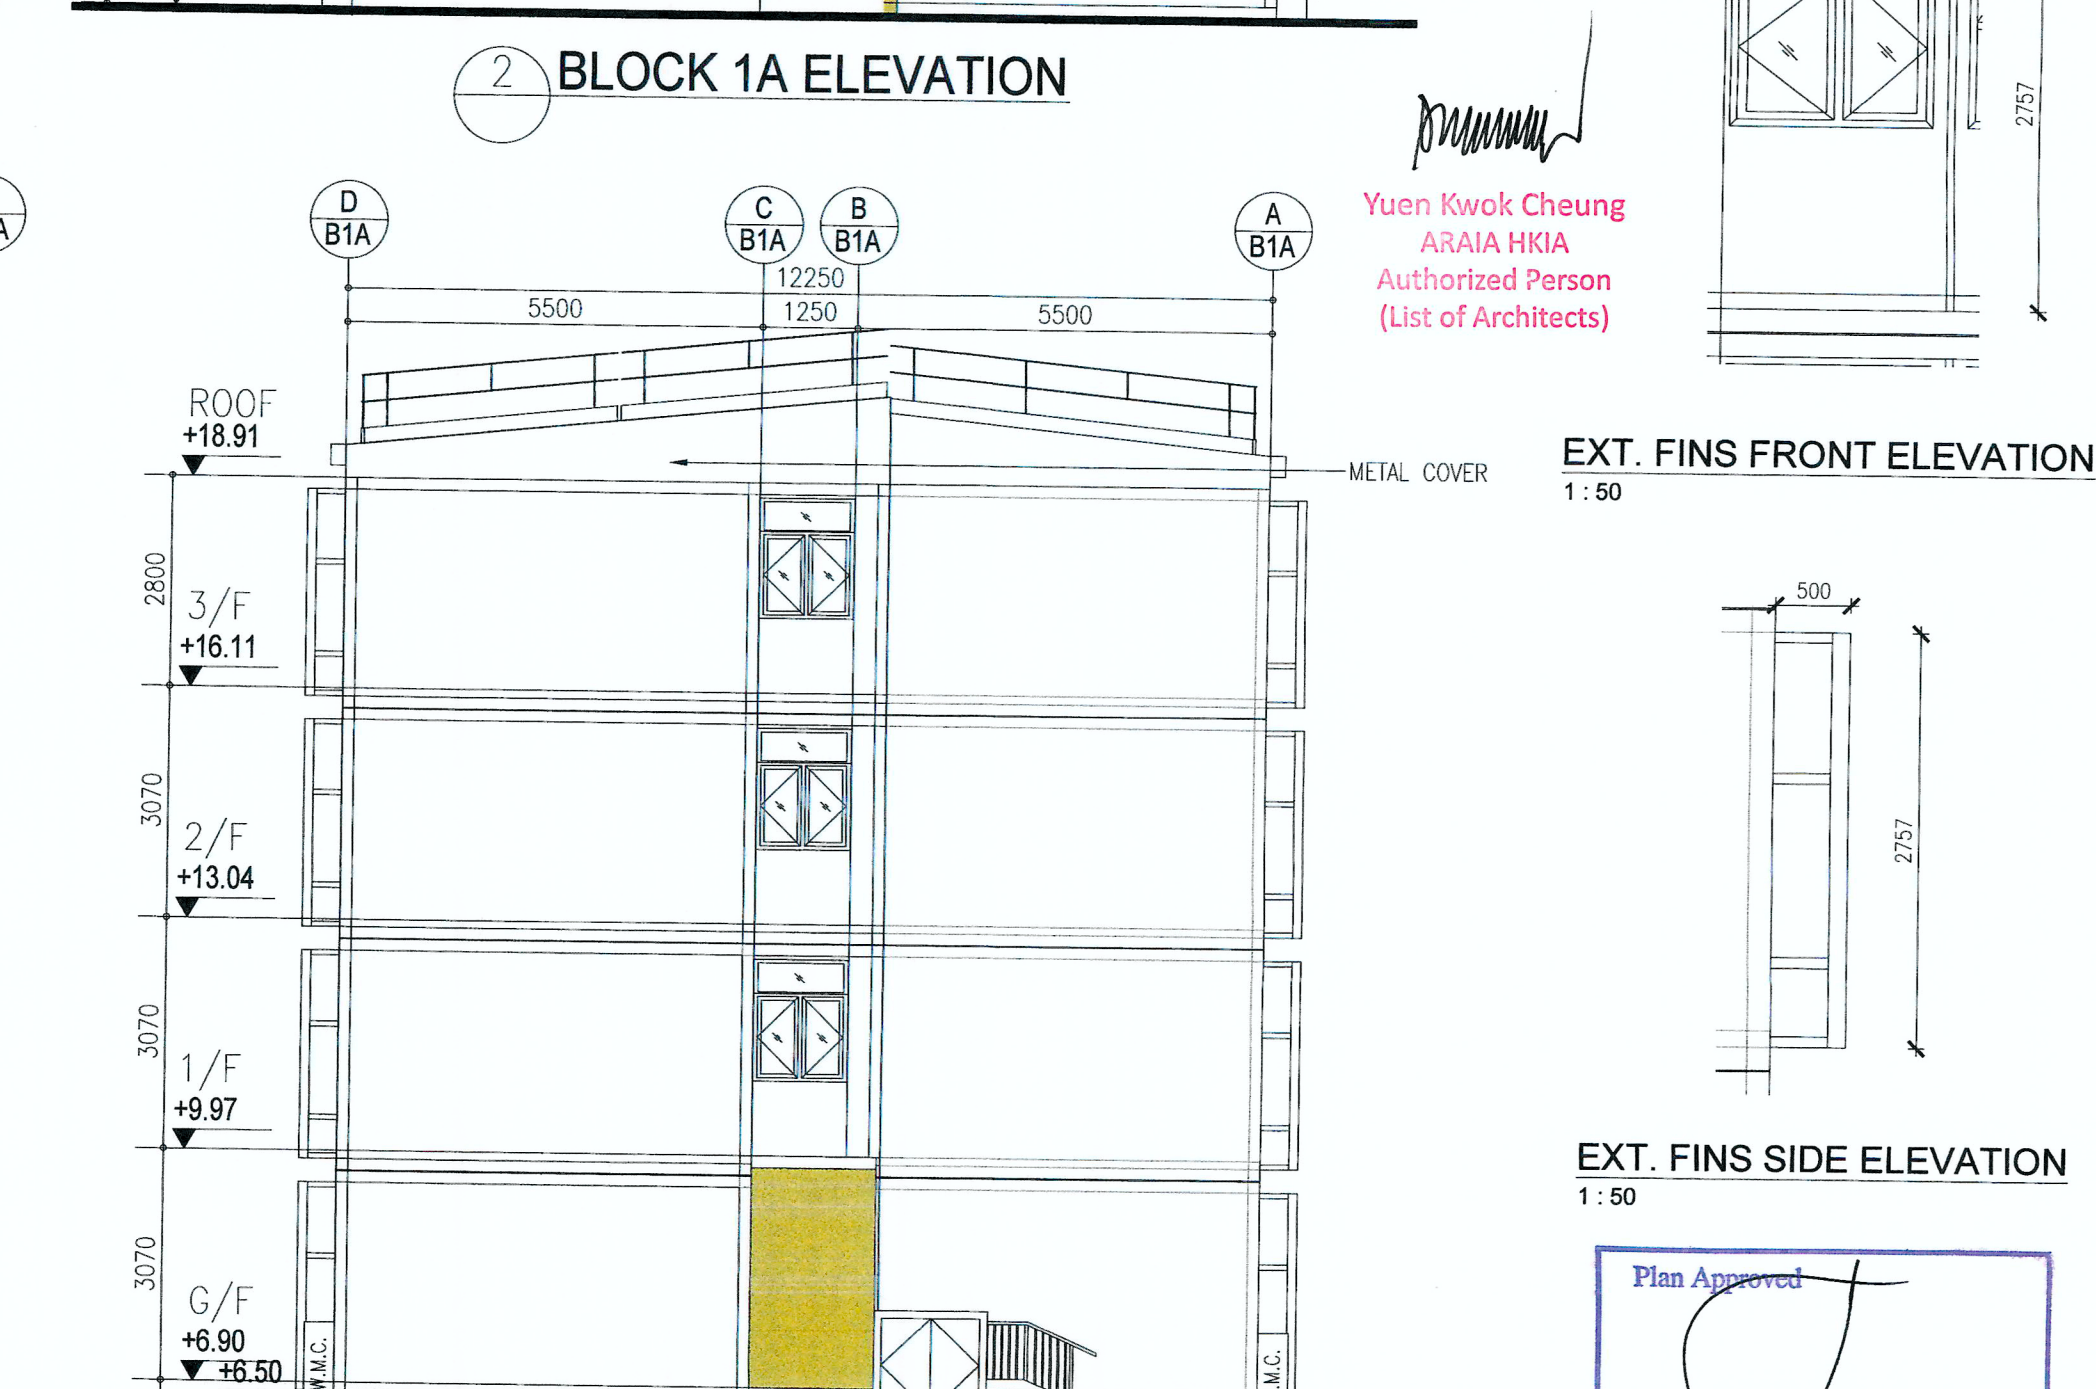 2 BLOCK 1A ELEVATION
2757
Yuen Kwok Cheung
ARAIA HKIA
Authorized Person
(List of Architects)
D
B1A
C
B1A
B
B1A
A
B1A
A
12250
5500
1250
5500
ROOF
+18.91
METAL COVER
EXT. FINS FRONT ELEVATION
1 : 50
2800
3/F
+16.11
500
3070
2/F
+13.04
2757
3070
1/F
+9.97
EXT. FINS SIDE ELEVATION
1 : 50
3070
G/F
+6.90
+6.50
W.M.C.
.M.C.
Plan Approved